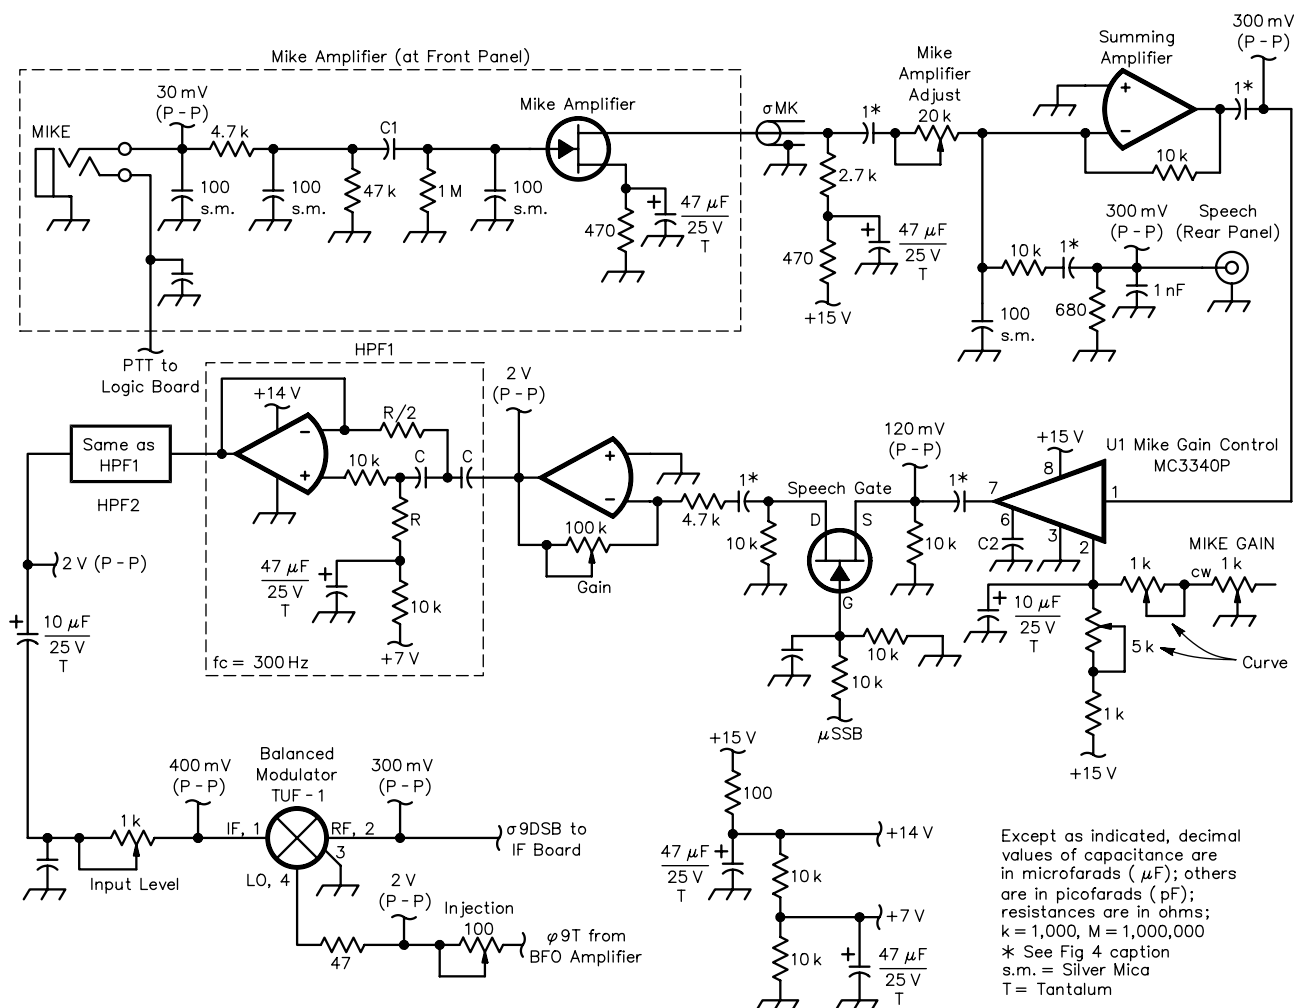 Mike Amplifier (at Front Panel)
MIKE
30 mV
(P - P)
4.7 k
100
s.m.
100
s.m.
47 k
C1
1 M
100
s.m.
Mike Amplifier
470
47 µF
25 V
T
PTT to
Logic Board
σMK
2.7 k
470
+15 V
47 µF
25 V
T
1*
Mike
Amplifier
Adjust
20 k
Summing
Amplifier
+
−
10 k
1*
300 mV
(P - P)
100
s.m.
10 k
1*
680
300 mV
(P - P)
1 nF
Speech
(Rear Panel)
HPF1
+14 V
−
+
R/2
10 k
C
C
R
47 µF
25 V
T
10 k
+7 V
fc = 300 Hz
Same as
HPF1
HPF2
2 V (P - P)
10 µF
25 V
T
2 V
(P - P)
+
−
100 k
Gain
4.7 k
1*
10 k
Speech Gate
D
S
G
120 mV
(P - P)
10 k
1*
10 k
10 k
µSSB
U1 Mike Gain Control
MC3340P
+15 V
8
7
1
6
3
2
C2
10 µF
25 V
T
MIKE GAIN
1 k
cw
1 k
5 k
Curve
1 k
+15 V
1 k
Input Level
400 mV
(P - P)
Balanced
Modulator
TUF - 1
IF, 1
RF, 2
3
LO, 4
300 mV
(P - P)
σ9DSB to
IF Board
47
2 V
(P - P)
Injection
100
φ9T from
BFO Amplifier
+15 V
100
+14 V
47 µF
25 V
T
10 k
+7 V
10 k
47 µF
25 V
T
Except as indicated, decimal
values of capacitance are
in microfarads ( µF); others
are in picofarads ( pF);
resistances are in ohms;
k = 1,000, M = 1,000,000
* See Fig 4 caption
s.m. = Silver Mica
T = Tantalum